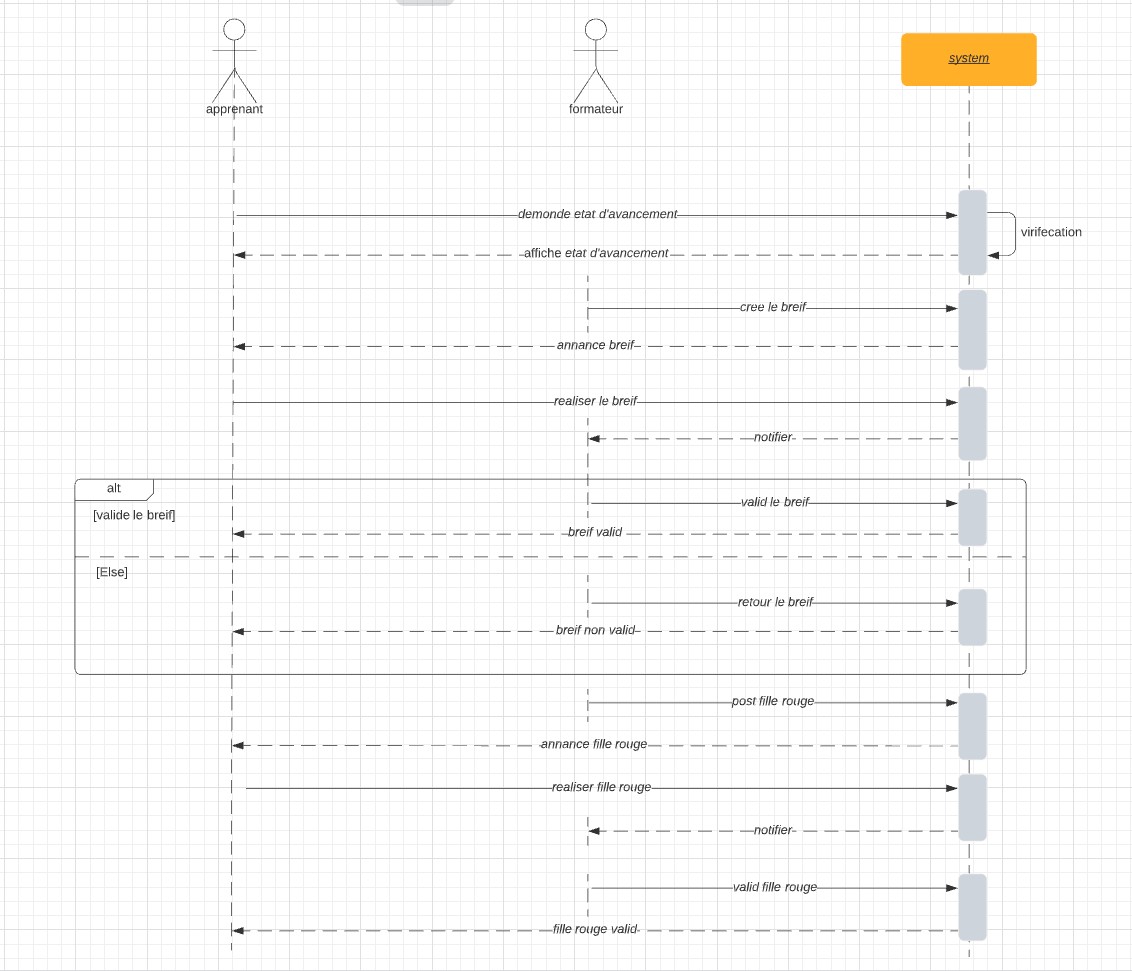 apprenant
formateur
system
demonde etat d'avancement
virifecation
affiche etat d'avancement
cree le breif
annance breif
realiser le breif
notifier
alt
[valide le breif]
valid le breif
breif valid
[Else]
retour le breif
breif non valid
post fille rouge
annance fille rouge
realiser fille rouge
notifier
valid fille rouge
fille rouge valid